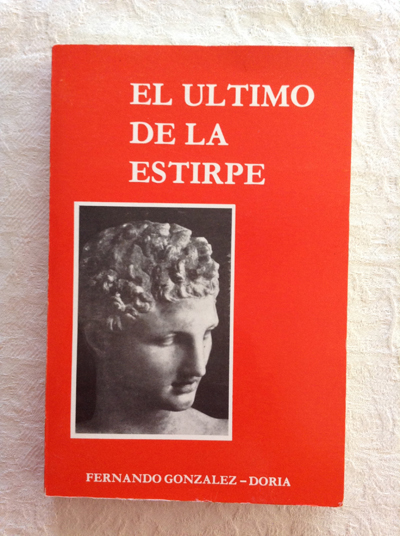 EL ULTIMO
DE LA
ESTIRPE
FERNANDO GONZALEZ – DORIA